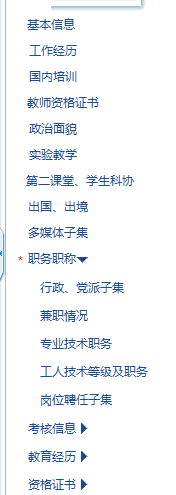 基本信息
工作经历
国内培训
教师资格证书
政治面貌
实验教学
第二课堂、学生科协
出国、出境
多媒体子集
* 职务职称
行政、党派子集
兼职情况
专业技术职务
工人技术等级及职务
岗位聘任子集
考核信息
教育经历
资格证书